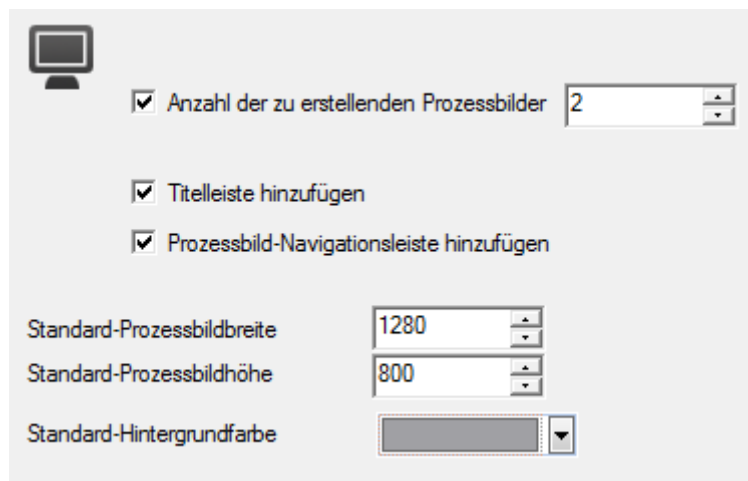 Anzahl der zu erstellenden Prozessbilder 2
Titelleiste hinzufügen
Prozessbild-Navigationsleiste hinzufügen
Standard-Prozessbildbreite 1280
Standard-Prozessbildhöhe 800
Standard-Hintergrundfarbe